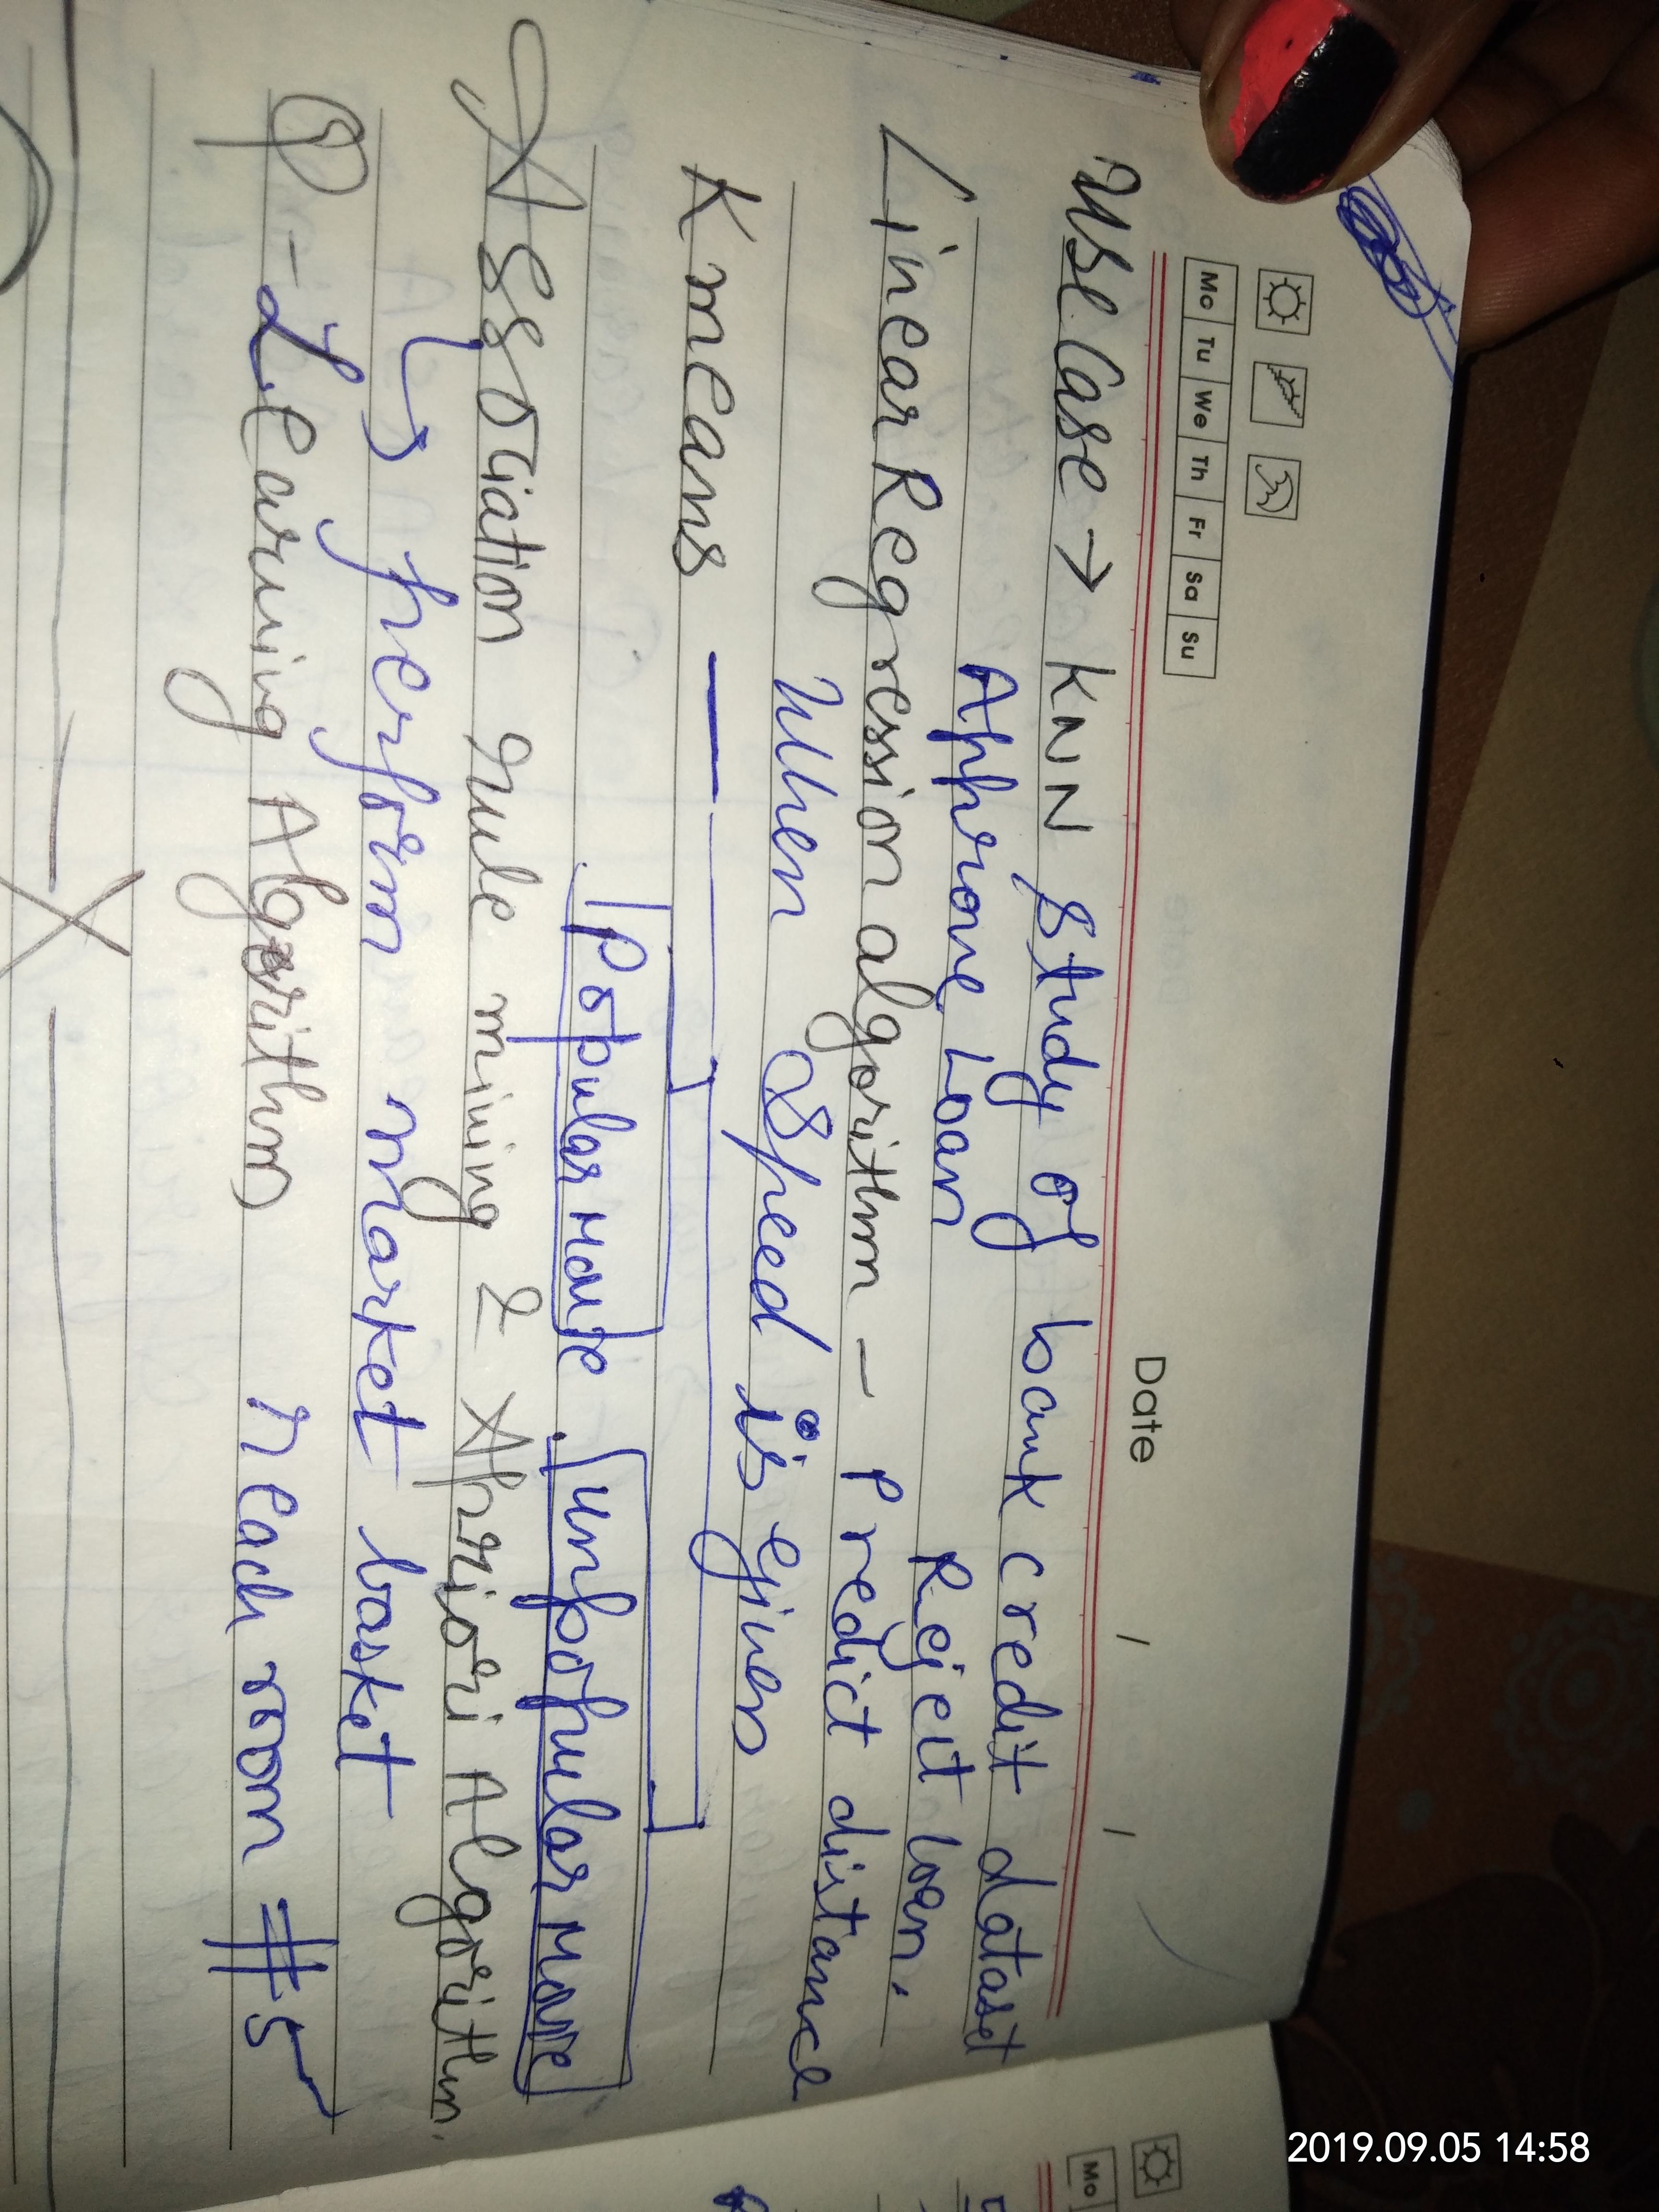 Mo Tu We Th Fr Sa Su
Date / /
Use Case → KNN Study of bank credit dataset
Approve Loan Reject loan.
Linear Regression algorithm - Predict distance
When Speed is given
K means
Popular Movie Unpopular Movie
Association rule mining & Apriori Algorithm.
↳ perform market basket
Q-Learning Algorithm reach room #5
X
Mo
2019.09.05 14:58